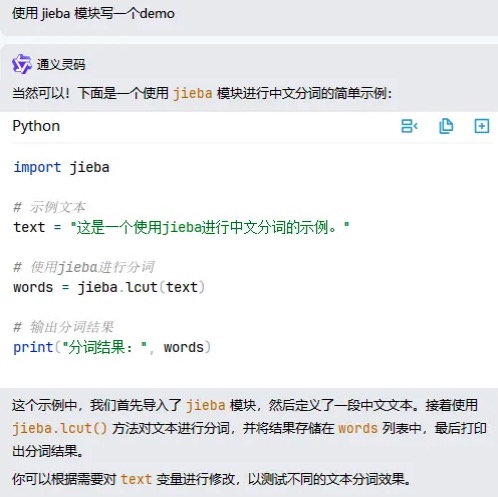 使用 jieba 模块写一个demo
通义灵码
当然可以！下面是一个使用 jieba 模块进行中文分词的简单示例：
Python
import jieba
# 示例文本
text = "这是一个使用jieba进行中文分词的示例。"
# 使用jieba进行分词
words = jieba.lcut(text)
# 输出分词结果
print("分词结果：", words)
这个示例中，我们首先导入了 jieba 模块，然后定义了一段中文文本。接着使用
jieba.lcut() 方法对文本进行分词，并将结果存储在 words 列表中，最后打印
出分词结果。
你可以根据需要对 text 变量进行修改，以测试不同的文本分词效果。